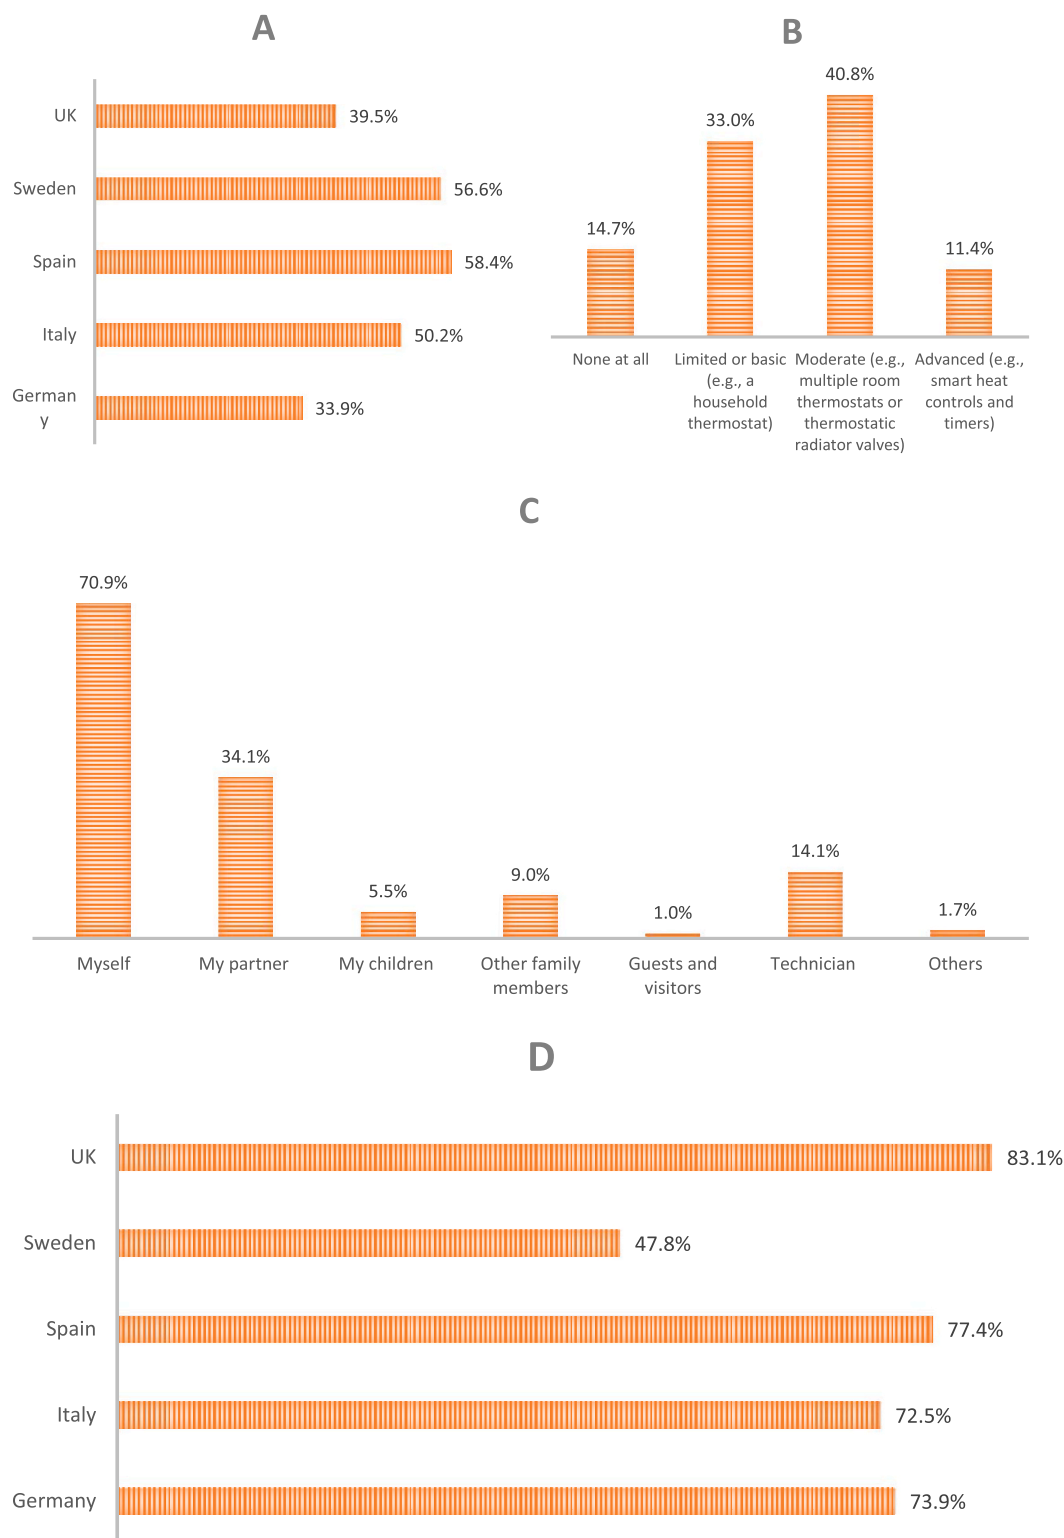 A
UK
39.5%
Sweden
56.6%
Spain
58.4%
Italy
50.2%
German
y
33.9%
B
14.7%
33.0%
40.8%
11.4%
None at all
Limited or basic
(e.g., a
household
thermostat)
Moderate (e.g.,
multiple room
thermostats or
thermostatic
radiator valves)
Advanced (e.g.,
smart heat
controls and
timers)
C
70.9%
34.1%
5.5%
9.0%
1.0%
14.1%
1.7%
Myself
My partner
My children
Other family
members
Guests and
visitors
Technician
Others
D
UK
83.1%
Sweden
47.8%
Spain
77.4%
Italy
72.5%
Germany
73.9%